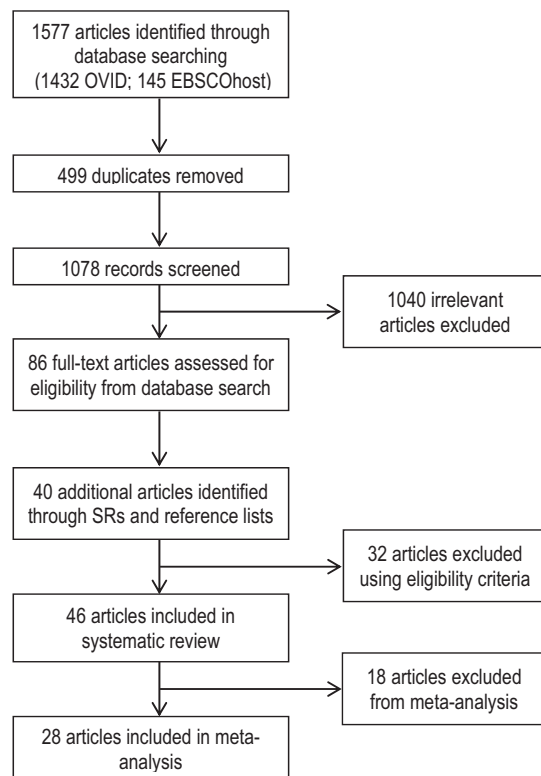 1577 articles identified through
database searching
(1432 OVID; 145 EBSCOhost)
499 duplicates removed
1078 records screened
1040 irrelevant
articles excluded
86 full-text articles assessed for
eligibility from database search
40 additional articles identified
through SRs and reference lists
32 articles excluded
using eligibility criteria
46 articles included in
systematic review
18 articles excluded
from meta-analysis
28 articles included in meta-
analysis